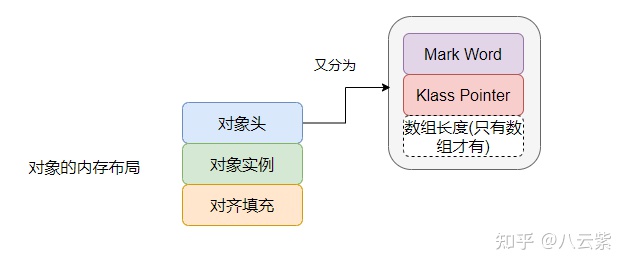 又分为
Mark Word
Klass Pointer
数组长度(只有数
组才有)
对象的内存布局
对象头
对象实例
对齐填充
知乎 @八云紫